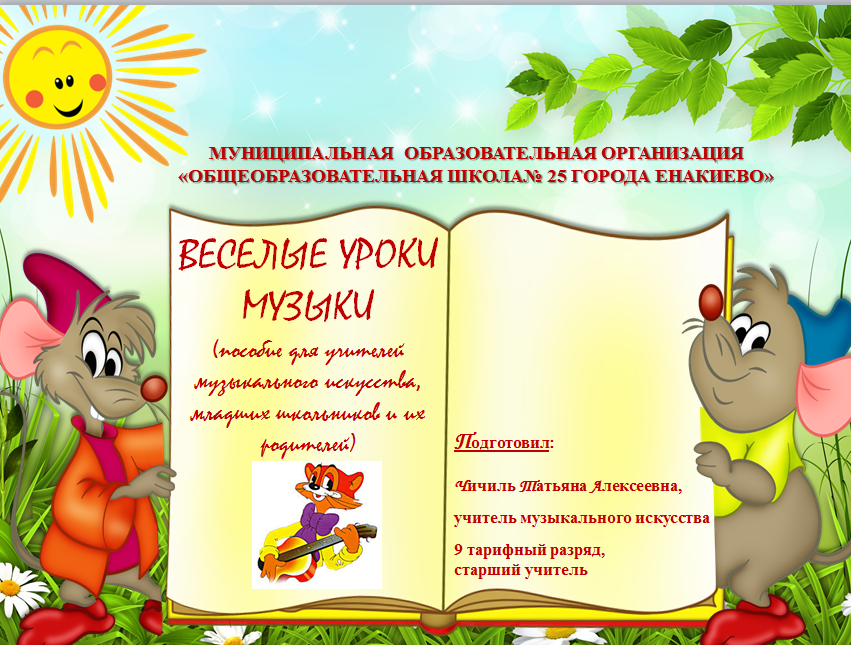 МУНИЦИПАЛЬНАЯ ОБРАЗОВАТЕЛЬНАЯ ОРГАНИЗАЦИЯ
«ОБЩЕОБРАЗОВАТЕЛЬНАЯ ШКОЛА№ 25 ГОРОДА ЕНАКИЕВО»
ВЕСЕЛЫЕ УРОКИ
МУЗЫКИ
(пособие для учителей
музыкального искусства,
младших школьников и их
родителей)
Подготовил:
Чичиль Татьяна Алексеевна,
учитель музыкального искусства
9 тарифный разряд,
старший учитель